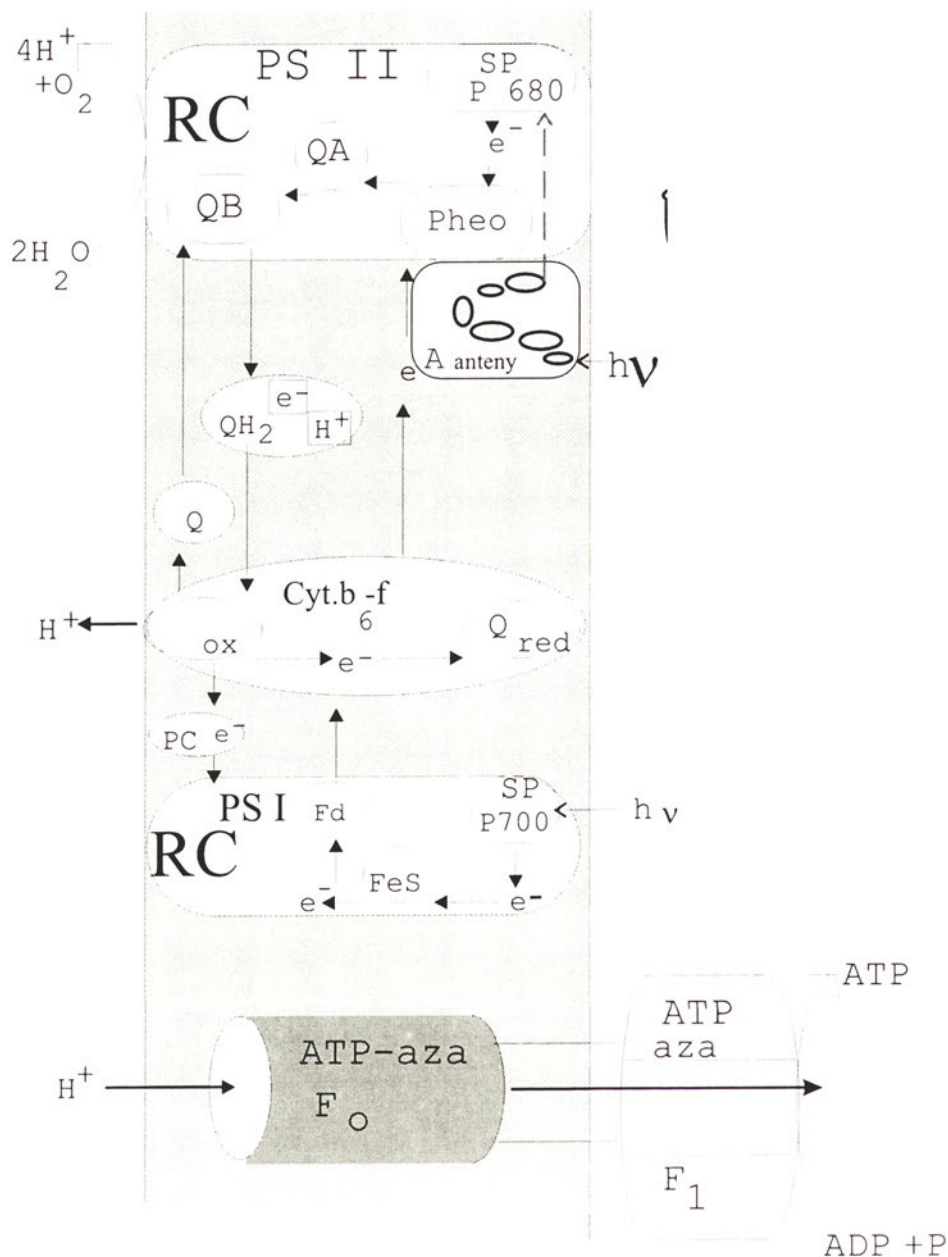 4H+
+O2
PS II
SP
P 680
RC
QA
e-
QB
Pheo
2H2O
A anteny
hν
e
e-
QH2
H+
Q
Cyt.b6-f
H+
Q red
ox
e-
PC e-
SP
PS I
Fd
P700
hν
RC
FeS
e-
e-
ATP
ATP
ATP-aza
aza
H+
FO
F1
ADP +P